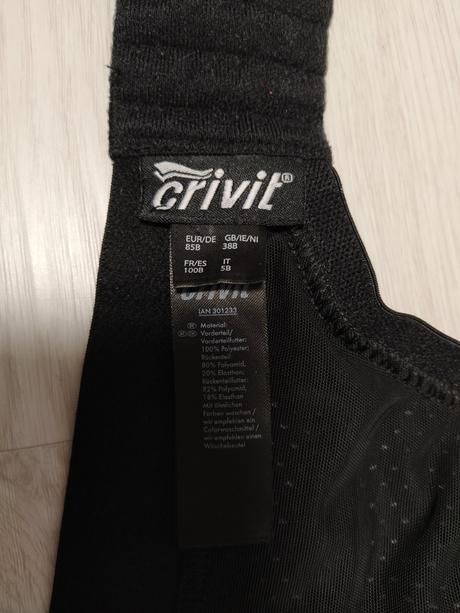 crivit®
EUR/DE GB/IE/NI
85B 38B
FR/ES IT
100B 5B
crivit
IAN 301233
Material:
Vorderteil/
Vorderteilfutter:
100% Polyester;
Rückenteil:
80% Polyamid,
20% Elasthan;
Rückenteilfutter:
82% Polyamid,
18% Elasthan
Mit ähnlichen
Farben waschen /
wir empfehlen ein
Colorwaschmittel /
wir empfehlen einen
Wäschebeutel